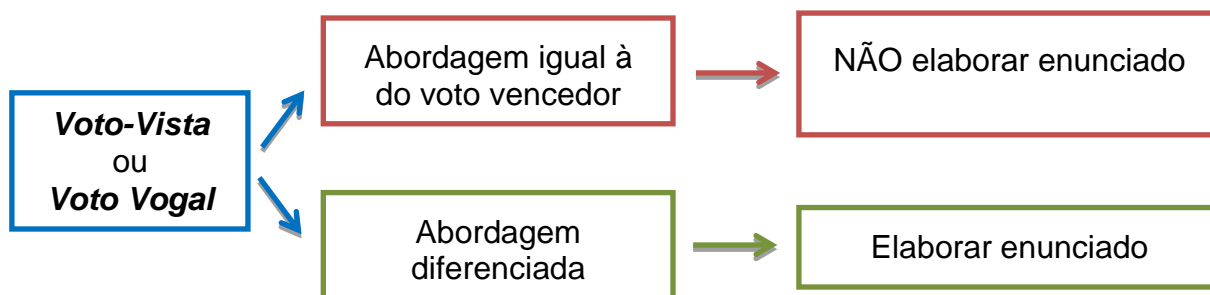 Voto-Vista
ou
Voto Vogal
Abordagem igual à
do voto vencedor
NÃO elaborar enunciado
Abordagem
diferenciada
Elaborar enunciado